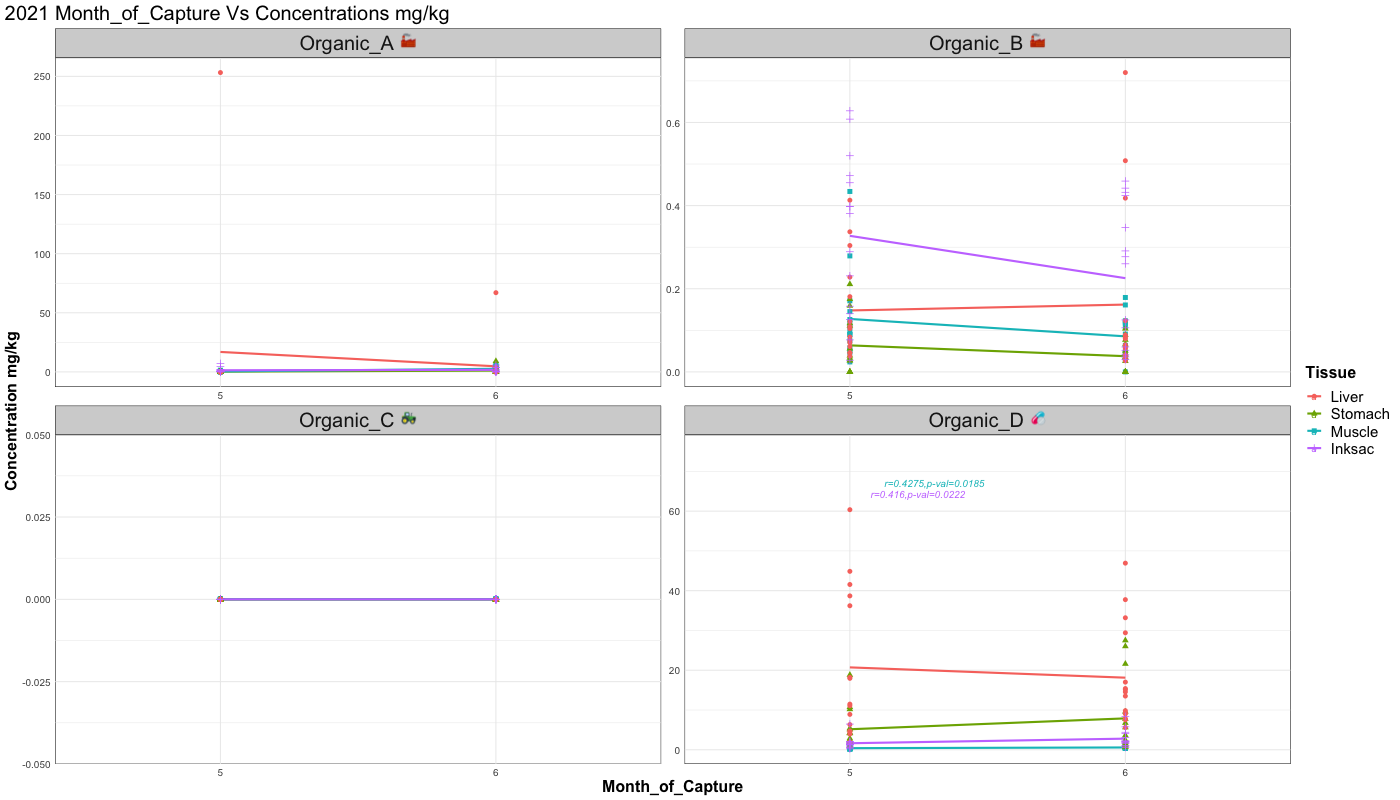 2021 Month_of_Capture Vs Concentrations mg/kg
Organic_A
Organic_B
250
200
150
100
50
0
5
6
0.6
0.4
0.2
0.0
5
6
Organic_C
Organic_D
0.050
0.025
0.000
-0.025
-0.050
5
6
r=0.4275,p-val=0.0185
r=0.416,p-val=0.0222
60
40
20
0
5
6
Concentration mg/kg
Month_of_Capture
Tissue
Liver
Stomach
Muscle
Inksac